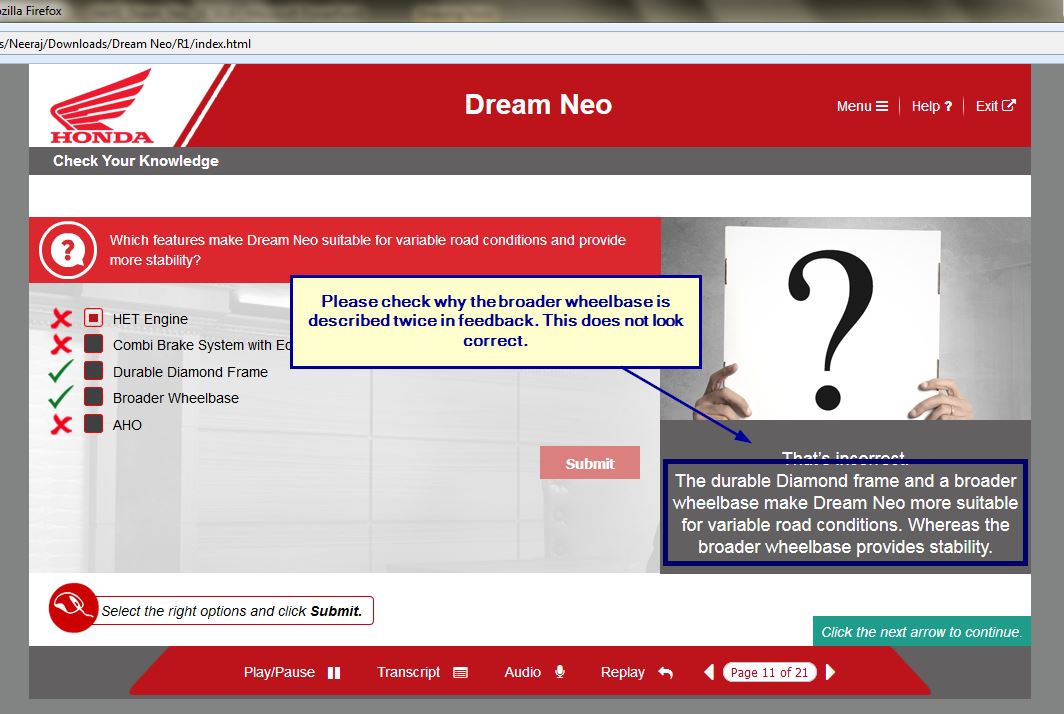 zilla Firefox
s/Neeraj/Downloads/Dream Neo/R1/index.html
HONDA
Dream Neo
Menu
Help ?
Exit
Check Your Knowledge
?
Which features make Dream Neo suitable for variable road conditions and provide
more stability?
?
Please check why the broader wheelbase is
described twice in feedback. This does not look
correct.
HET Engine
Combi Brake System with
Durable Diamond Frame
Broader Wheelbase
AHO
Submit
That's incorrect.
The durable Diamond frame and a broader
wheelbase make Dream Neo more suitable
for variable road conditions. Whereas the
broader wheelbase provides stability.
Select the right options and click Submit.
Click the next arrow to continue.
Play/Pause
Transcript
Audio
Replay
Page 11 of 21